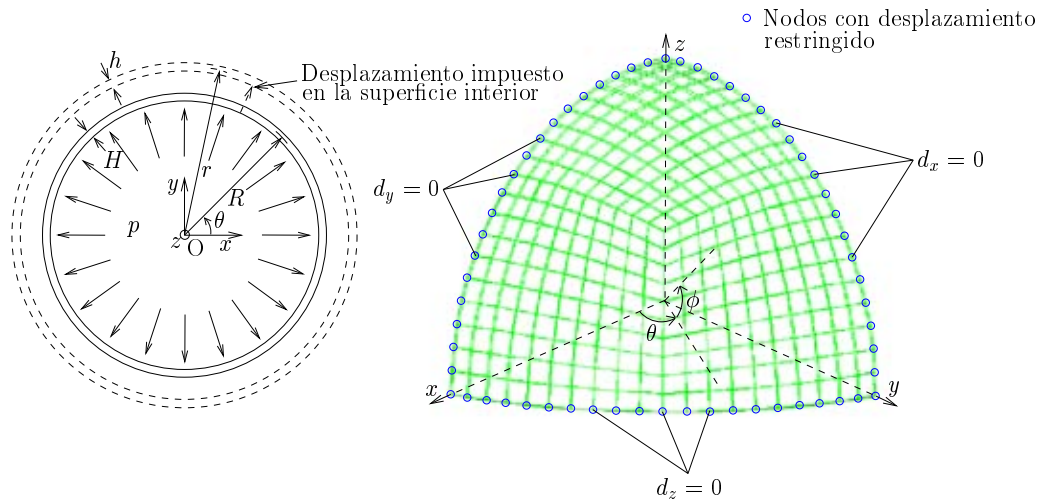 Nodos con desplazamiento
restringido
h
Desplazamiento impuesto
en la superficie interior
H
r
y
R
θ
p
z
O
x
z
d_y = 0
d_x = 0
ϕ
θ
x
y
d_z = 0